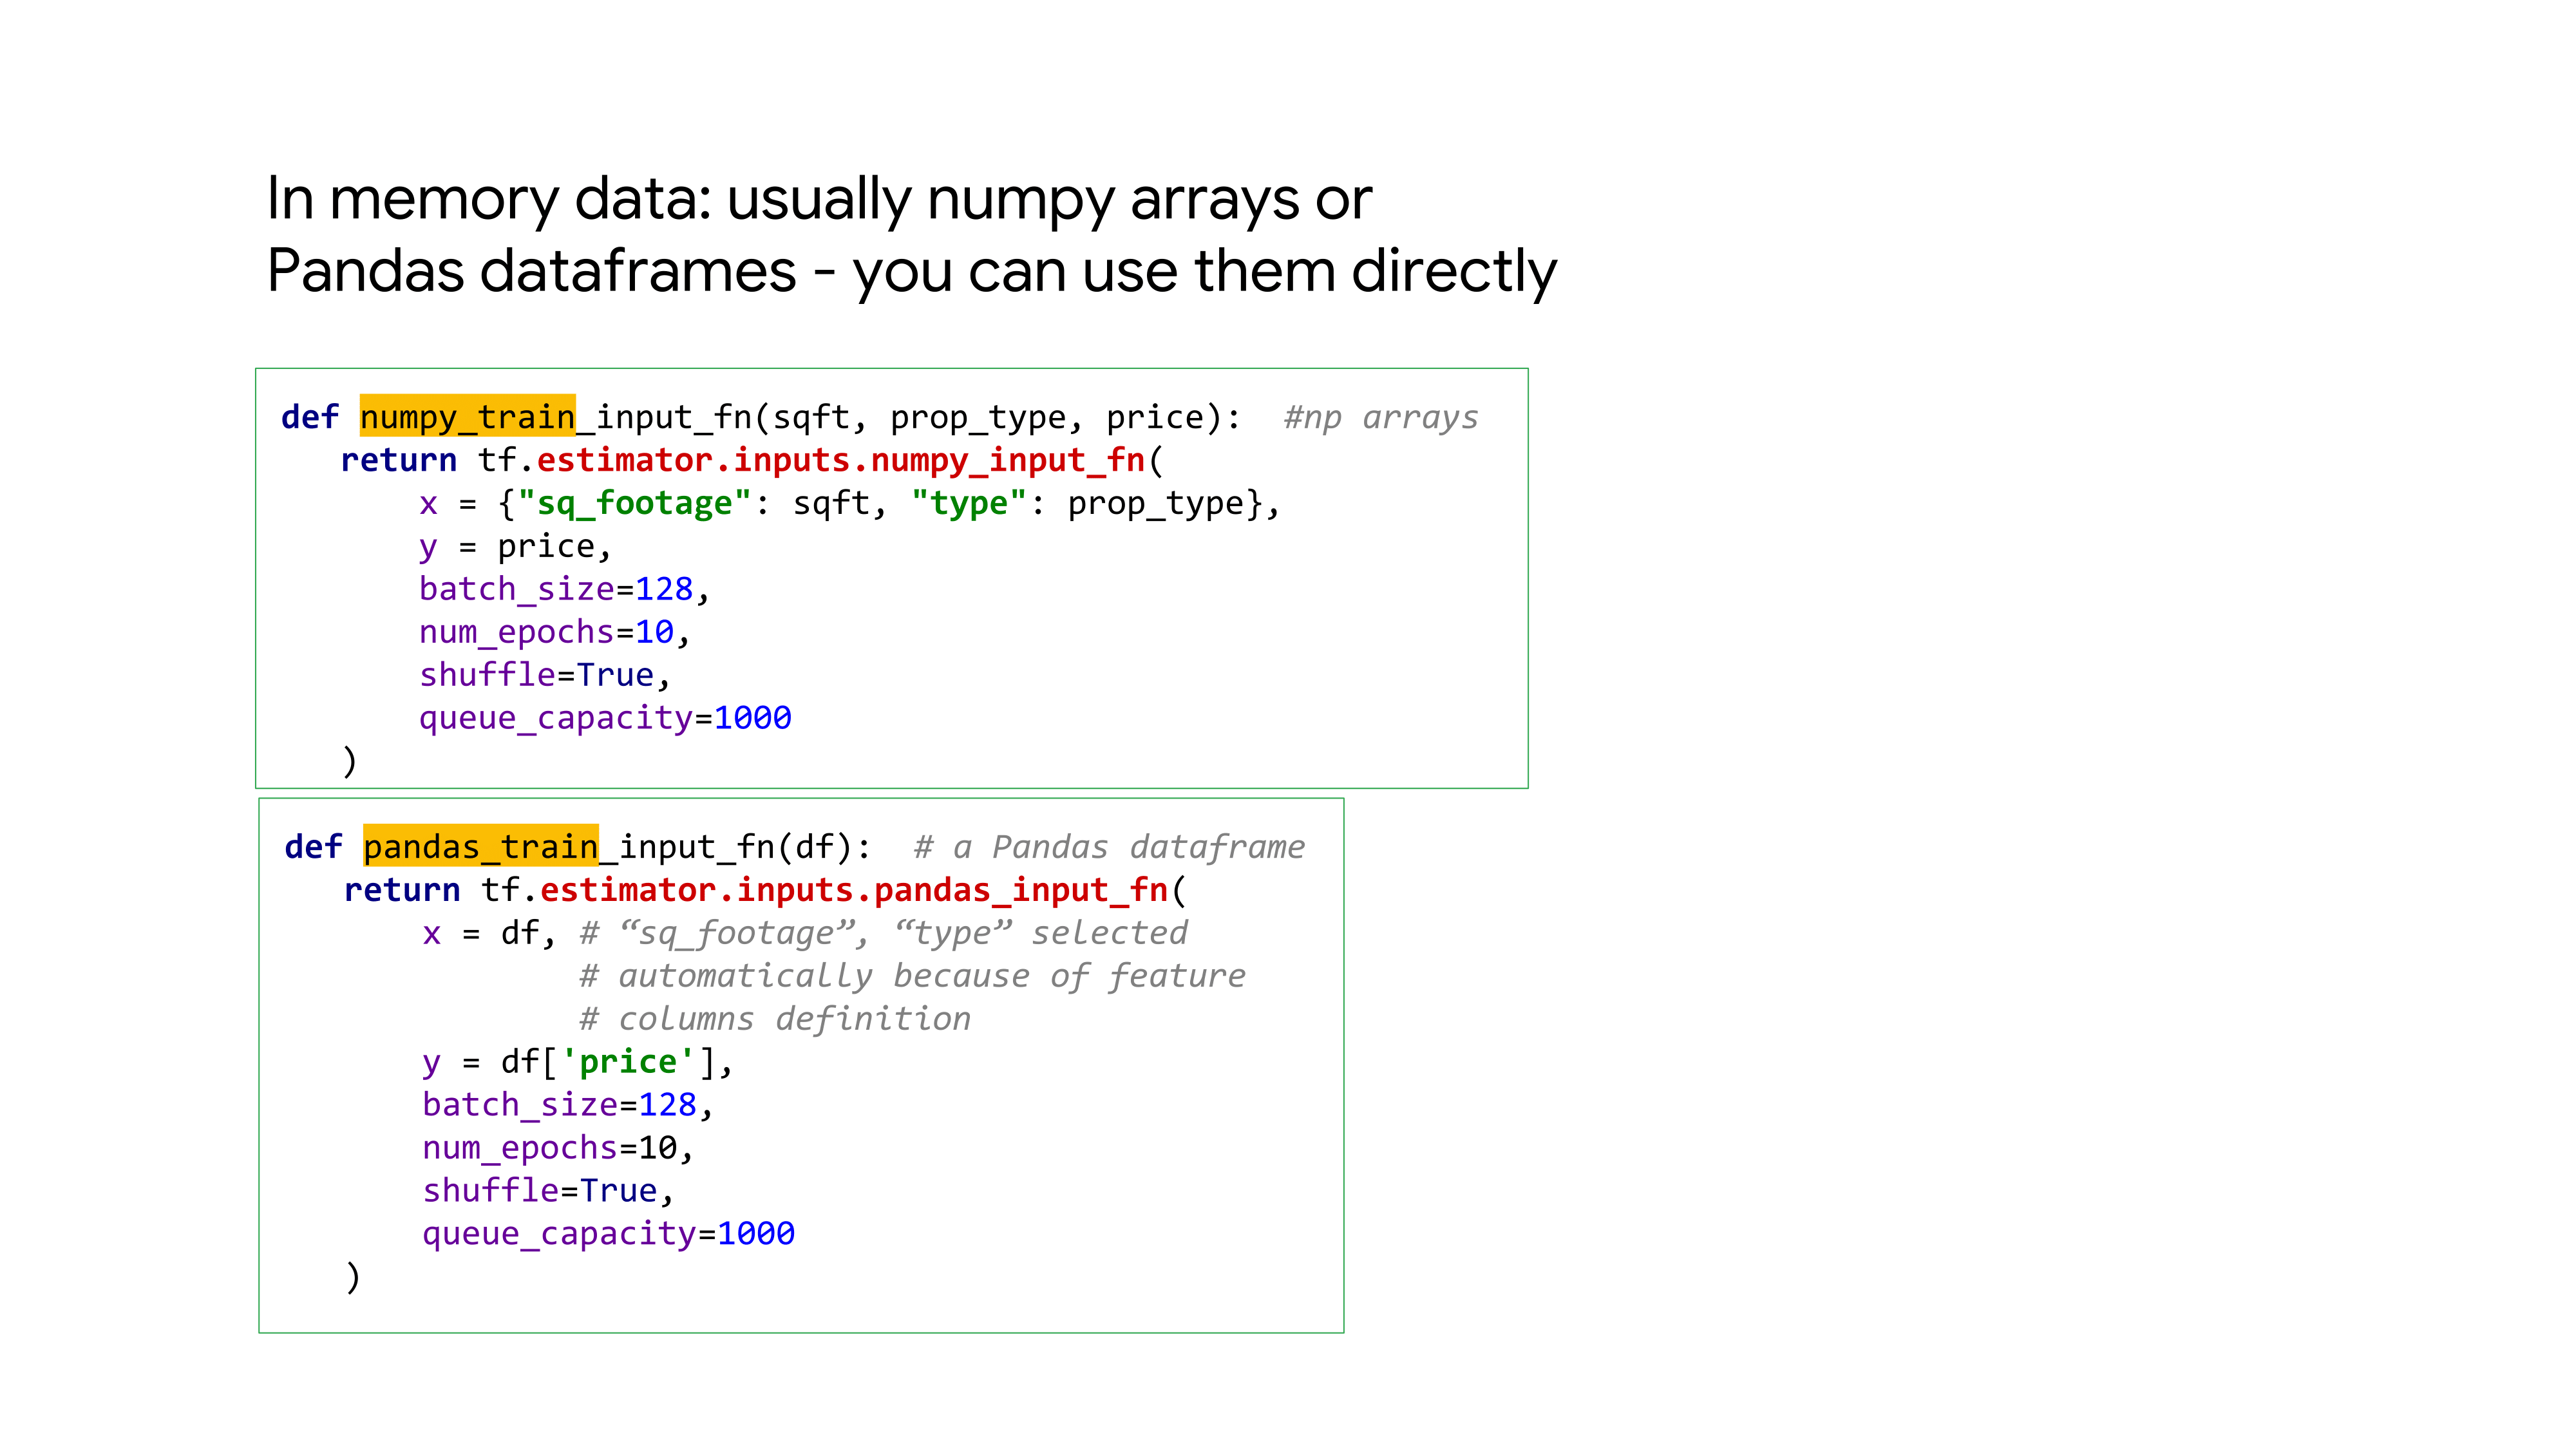 In memory data: usually numpy arrays or
Pandas dataframes - you can use them directly
def numpy_train_input_fn(sqft, prop_type, price):  #np arrays
   return tf.estimator.inputs.numpy_input_fn(
       x = {"sq_footage": sqft, "type": prop_type},
       y = price,
       batch_size=128,
       num_epochs=10,
       shuffle=True,
       queue_capacity=1000
   )
def pandas_train_input_fn(df):  # a Pandas dataframe
   return tf.estimator.inputs.pandas_input_fn(
       x = df, # “sq_footage”, “type” selected
               # automatically because of feature
               # columns definition
       y = df['price'],
       batch_size=128,
       num_epochs=10,
       shuffle=True,
       queue_capacity=1000
   )